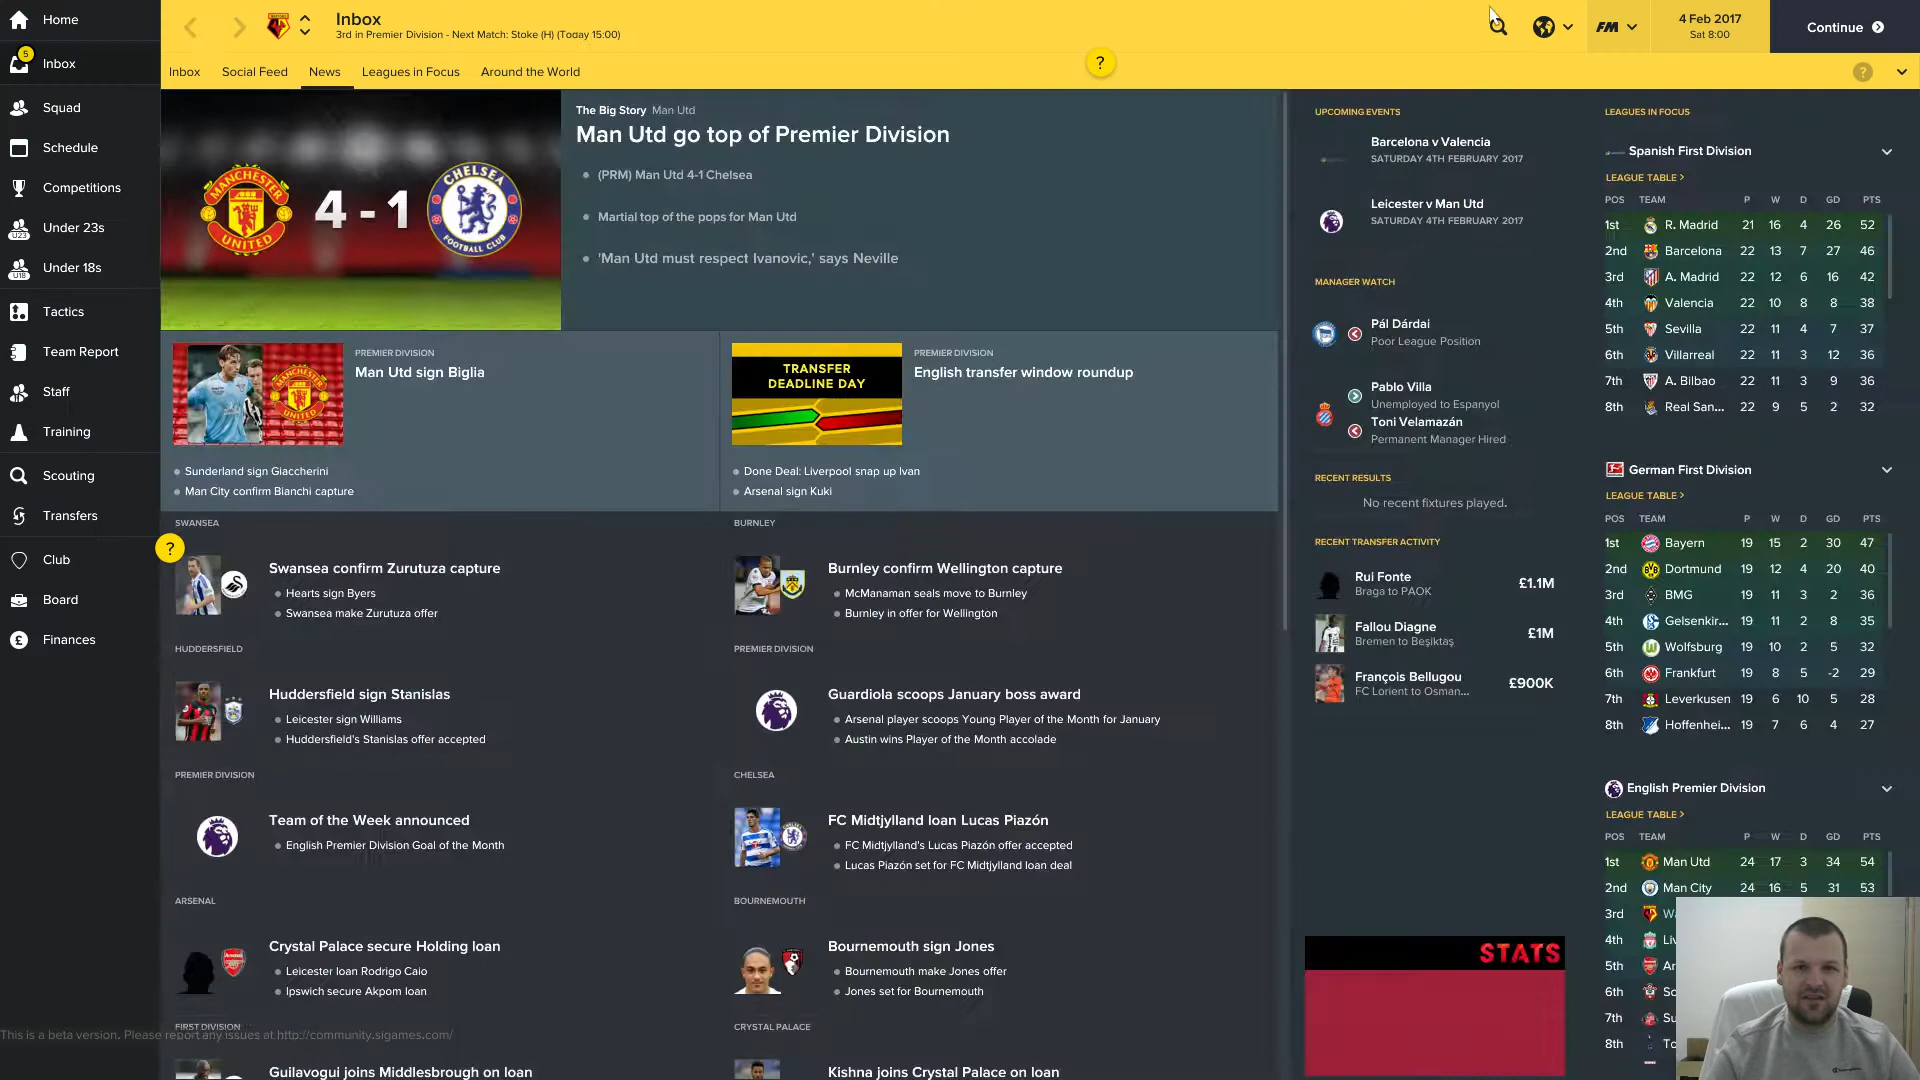 Home
Inbox
5
Squad
Schedule
Competitions
Under 23s
U23
Under 18s
U18
Tactics
Team Report
Staff
Training
Scouting
Transfers
Club
Board
Finances
Inbox
3rd in Premier Division - Next Match: Stoke (H) (Today 15:00)
FM
4 Feb 2017
Sat 8:00
Continue
Inbox
Social Feed
News
Leagues in Focus
Around the World
?
?
The Big Story Man Utd
Man Utd go top of Premier Division
(PRM) Man Utd 4-1 Chelsea
Martial top of the pops for Man Utd
'Man Utd must respect Ivanovic,' says Neville
MANCHESTER
UNITED
4 - 1
CHELSEA
FOOTBALL CLUB
PREMIER DIVISION
Man Utd sign Biglia
Sunderland sign Giaccherini
Man City confirm Bianchi capture
TRANSFER
DEADLINE DAY
PREMIER DIVISION
English transfer window roundup
Done Deal: Liverpool snap up Ivan
Arsenal sign Kuki
?
SWANSEA
Swansea confirm Zurutuza capture
Hearts sign Byers
Swansea make Zurutuza offer
BURNLEY
Burnley confirm Wellington capture
McManaman seals move to Burnley
Burnley in offer for Wellington
HUDDERSFIELD
Huddersfield sign Stanislas
Leicester sign Williams
Huddersfield's Stanislas offer accepted
PREMIER DIVISION
Guardiola scoops January boss award
Arsenal player scoops Young Player of the Month for January
Austin wins Player of the Month accolade
PREMIER DIVISION
Team of the Week announced
English Premier Division Goal of the Month
CHELSEA
FC Midtjylland loan Lucas Piazón
FC Midtjylland's Lucas Piazón offer accepted
Lucas Piazón set for FC Midtjylland loan deal
ARSENAL
Crystal Palace secure Holding loan
Leicester loan Rodrigo Caio
Ipswich secure Akpom loan
BOURNEMOUTH
Bournemouth sign Jones
Bournemouth make Jones offer
Jones set for Bournemouth
FIRST DIVISION
Guilavogui joins Middlesbrough on loan
CRYSTAL PALACE
Kishna joins Crystal Palace on loan
This is a beta version. Please report any issues at http://community.sigames.com/
UPCOMING EVENTS
Barcelona v Valencia
SATURDAY 4TH FEBRUARY 2017
Leicester v Man Utd
SATURDAY 4TH FEBRUARY 2017
MANAGER WATCH
Pál Dárdai
Poor League Position
Pablo Villa
Unemployed to Espanyol
Toni Velamazán
Permanent Manager Hired
RECENT RESULTS
No recent fixtures played.
RECENT TRANSFER ACTIVITY
Rui Fonte £1.1M
Braga to PAOK
Fallou Diagne £1M
Bremen to Beşiktaş
François Bellugou £900K
FC Lorient to Osman...
STATS
LEAGUES IN FOCUS
Spanish First Division
LEAGUE TABLE >
POS TEAM P W D GD PTS
1st R. Madrid 21 16 4 26 52
2nd Barcelona 22 13 7 27 46
3rd A. Madrid 22 12 6 16 42
4th Valencia 22 10 8 8 38
5th Sevilla 22 11 4 7 37
6th Villarreal 22 11 3 12 36
7th A. Bilbao 22 11 3 9 36
8th Real San... 22 9 5 2 32
German First Division
LEAGUE TABLE >
POS TEAM P W D GD PTS
1st Bayern 19 15 2 30 47
2nd Dortmund 19 12 4 20 40
3rd BMG 19 11 3 2 36
4th Gelsenkir... 19 11 2 8 35
5th Wolfsburg 19 10 2 5 32
6th Frankfurt 19 8 5 -2 29
7th Leverkusen 19 6 10 5 28
8th Hoffenhei... 19 7 6 4 27
English Premier Division
LEAGUE TABLE >
POS TEAM P W D GD PTS
1st Man Utd 24 17 3 34 54
2nd Man City 24 16 5 31 53
3rd W
4th Liv
5th Ar
6th So
7th Su
8th To